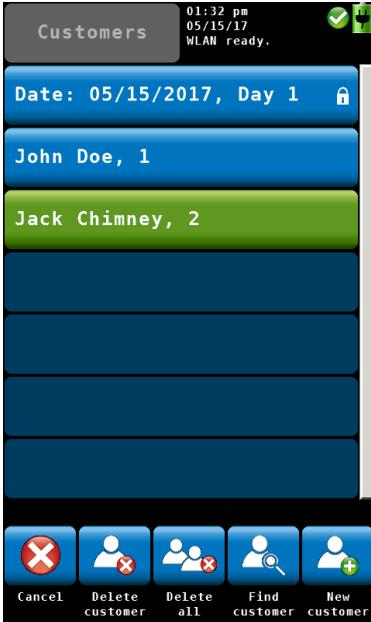 Customers
01:32 pm
05/15/17
WLAN ready.
Date: 05/15/2017, Day 1
John Doe, 1
Jack Chimney, 2
Cancel
Delete customer
Delete all
Find customer
New customer